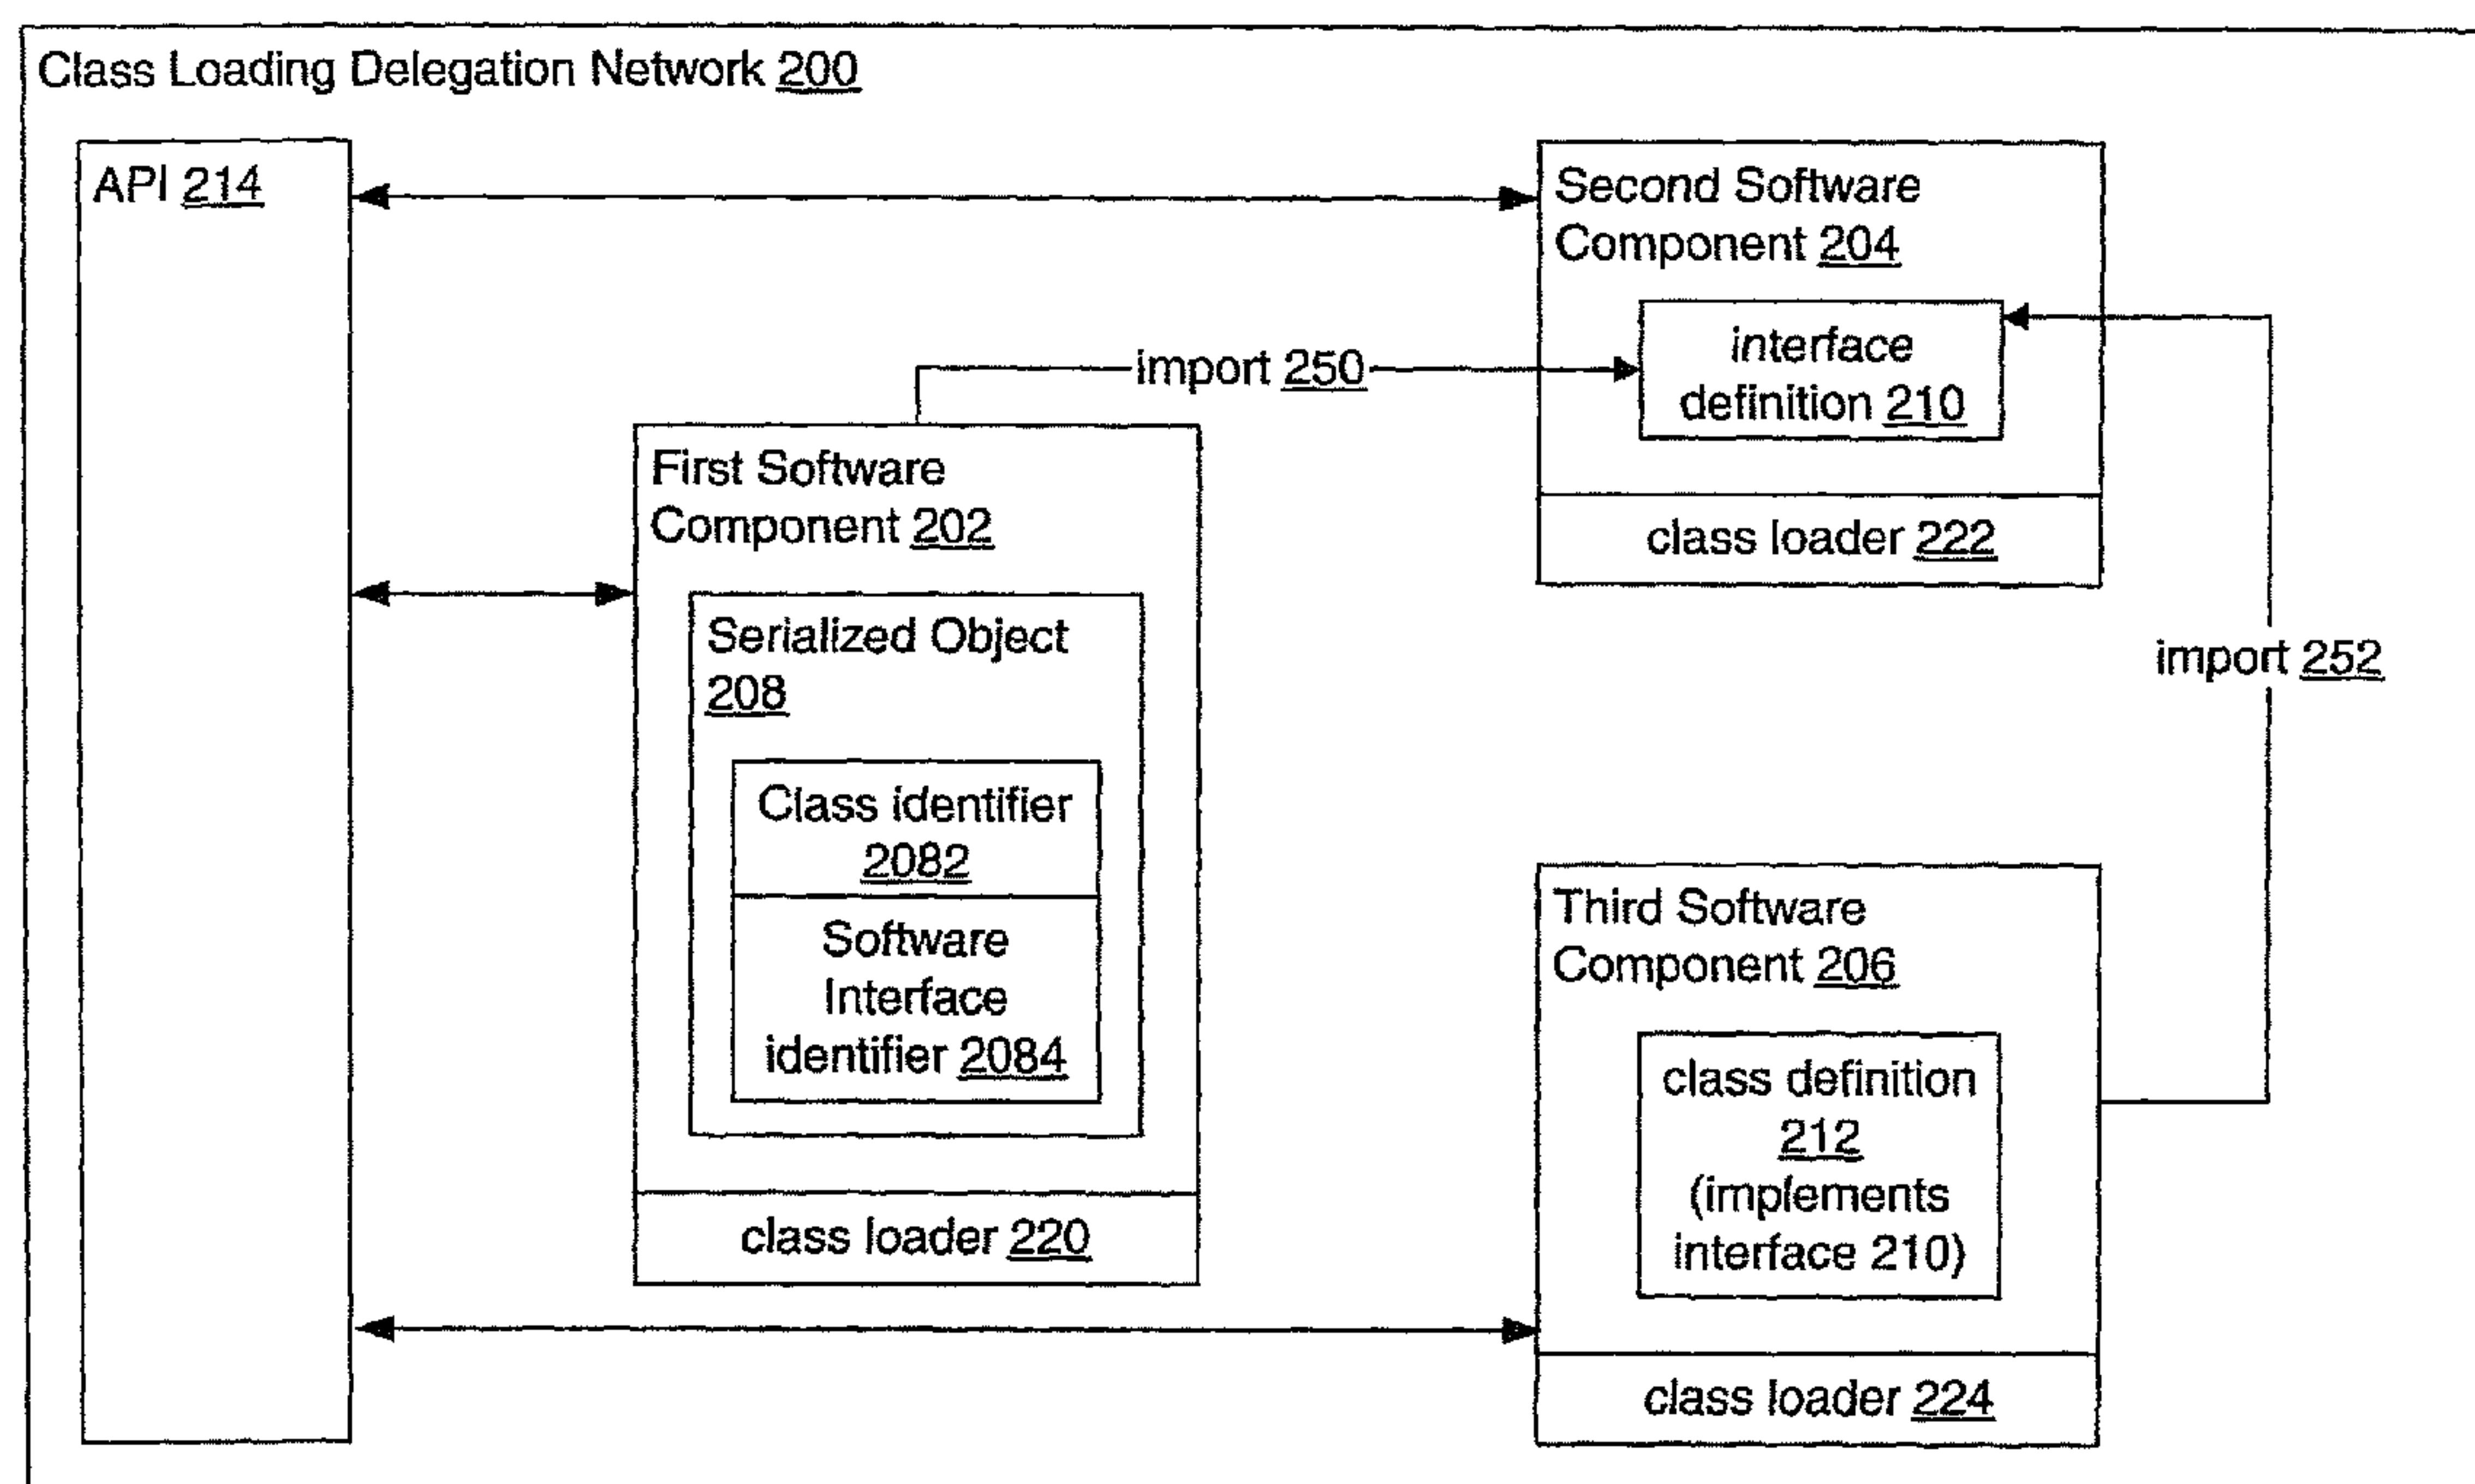 Class Loading Delegation Network 200
API 214
Second Software
Component 204
interface
definition 210
class loader 222
import 250
First Software
Component 202
Serialized Object
208
Class identifier
2082
Software
Interface
identifier 2084
class loader 220
import 252
Third Software
Component 206
class definition
212
(implements
interface 210)
class loader 224